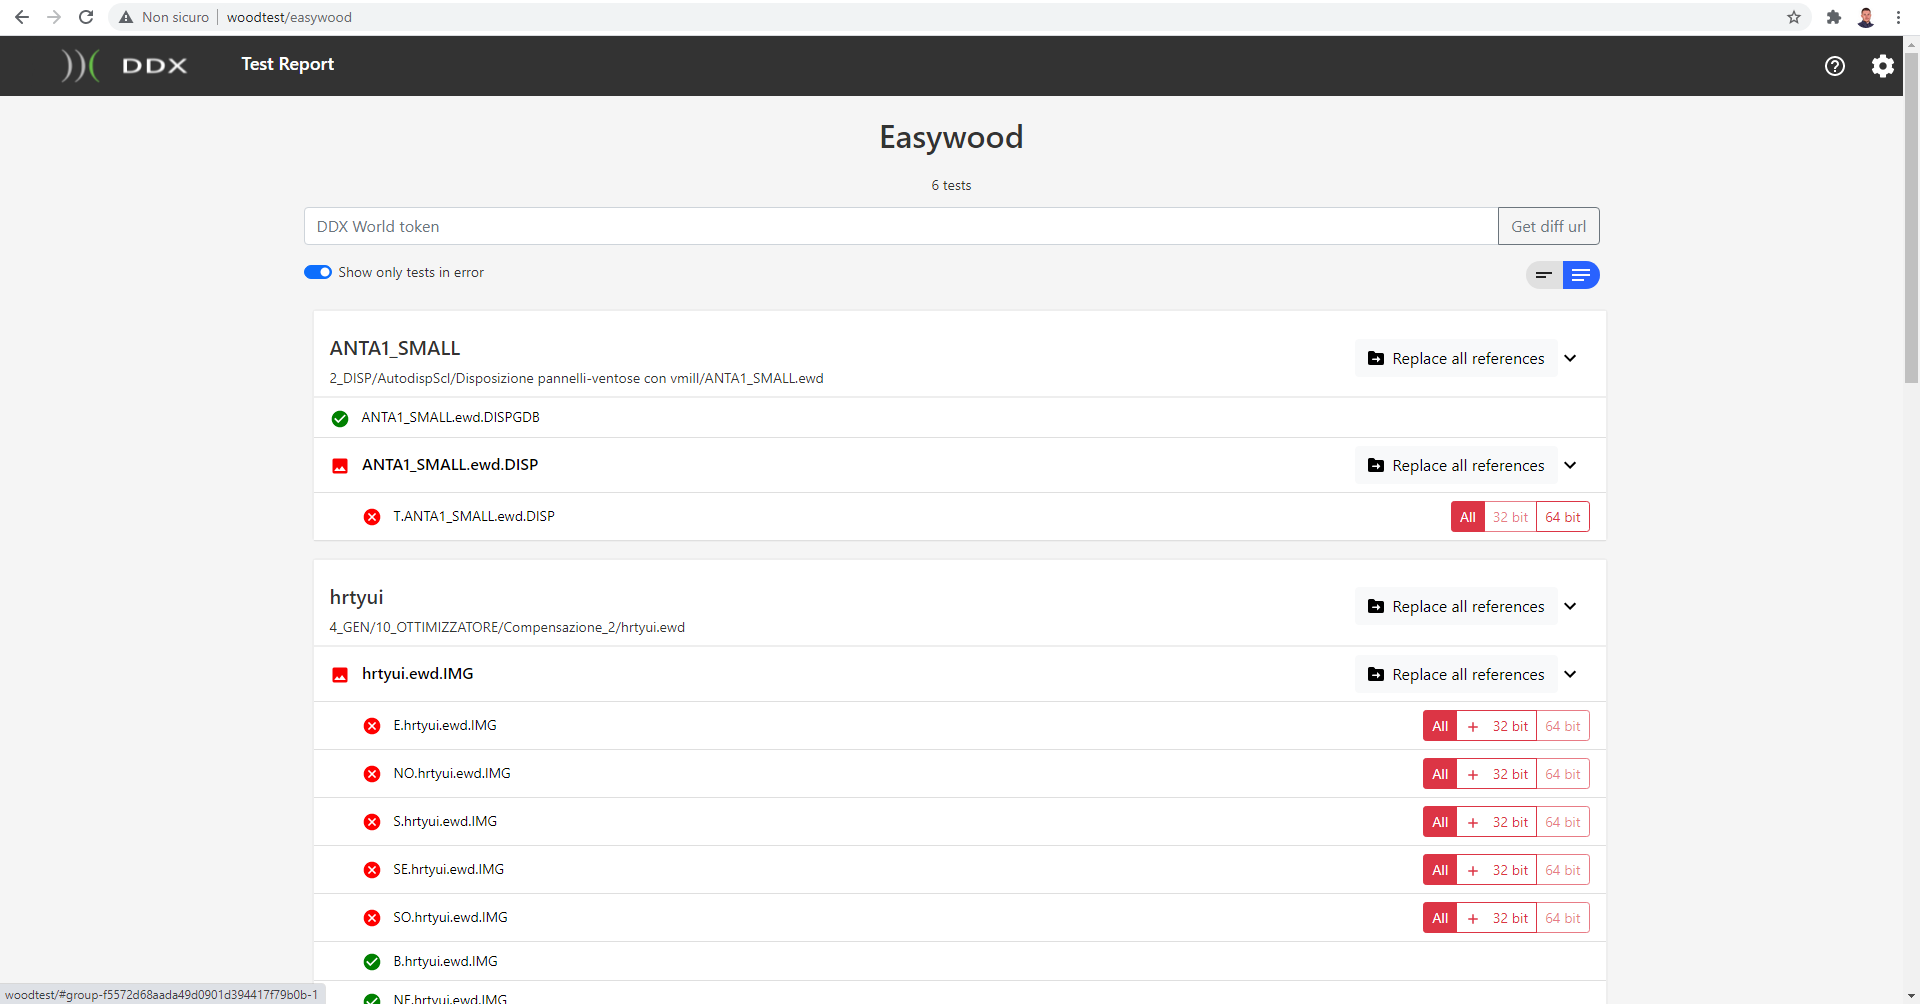 Non sicuro
woodtest/easywood
DDX
Test Report
Easywood
6 tests
DDX World token
Get diff url
Show only tests in error
ANTA1_SMALL
Replace all references
2_DISP/AutodispScl/Disposizione pannelli-ventose con vmill/ANTA1_SMALL.ewd
ANTA1_SMALL.ewd.DISPGDB
ANTA1_SMALL.ewd.DISP
Replace all references
T.ANTA1_SMALL.ewd.DISP
All 32 bit 64 bit
hrtyui
Replace all references
4_GEN/10_OTTIMIZZATORE/Compensazione_2/hrtyui.ewd
hrtyui.ewd.IMG
Replace all references
E.hrtyui.ewd.IMG
All + 32 bit 64 bit
NO.hrtyui.ewd.IMG
All + 32 bit 64 bit
S.hrtyui.ewd.IMG
All + 32 bit 64 bit
SE.hrtyui.ewd.IMG
All + 32 bit 64 bit
SO.hrtyui.ewd.IMG
All + 32 bit 64 bit
B.hrtyui.ewd.IMG
NE.hrtyui.ewd.IMG
woodtest/#group-f5572d68aada49d0901d394417f79b0b-1